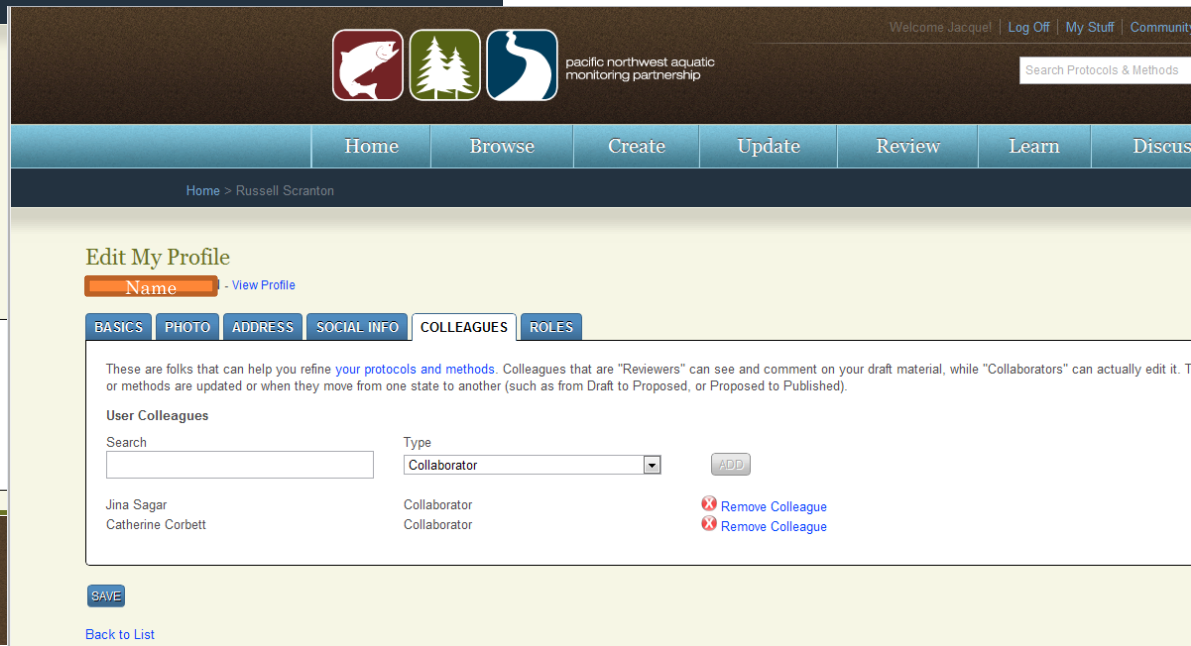 Welcome Jacque! | Log Off | My Stuff | Community
pacific northwest aquatic
monitoring partnership
Search Protocols & Methods
Home Browse Create Update Review Learn Discus
Home > Russell Scranton
Edit My Profile
Name - View Profile
BASICS PHOTO ADDRESS SOCIAL INFO COLLEAGUES ROLES
These are folks that can help you refine your protocols and methods. Colleagues that are "Reviewers" can see and comment on your draft material, while "Collaborators" can actually edit it. T
or methods are updated or when they move from one state to another (such as from Draft to Proposed, or Proposed to Published).
User Colleagues
Search Type
Collaborator ADD
Jina Sagar Collaborator Remove Colleague
Catherine Corbett Collaborator Remove Colleague
SAVE
Back to List